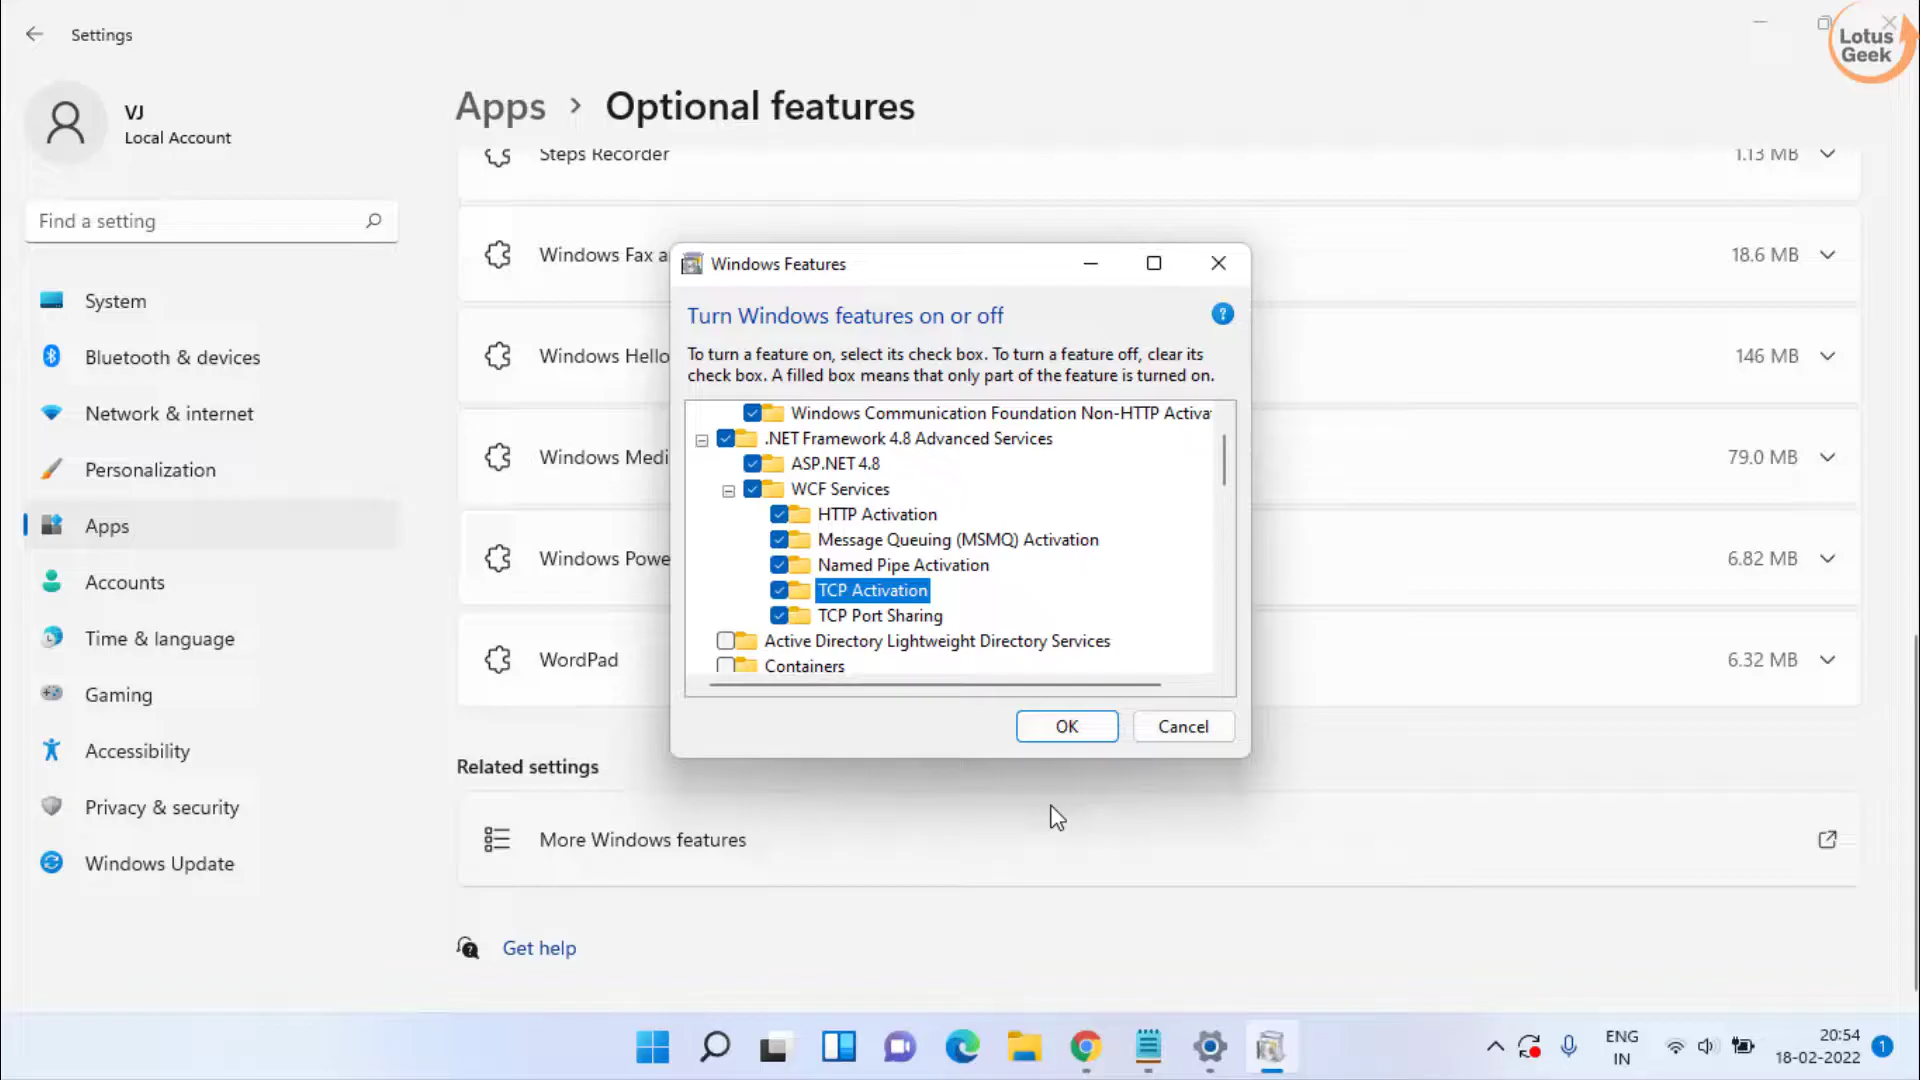 Settings
Lotus
Geek
VJ
Local Account
Find a setting
System
Bluetooth & devices
Network & internet
Personalization
Apps
Accounts
Time & language
Gaming
Accessibility
Privacy & security
Windows Update
Apps › Optional features
Steps Recorder 1.13 MB
Windows Fax a 18.6 MB
Windows Hello 146 MB
Windows Medi 79.0 MB
Windows Powe 6.82 MB
WordPad 6.32 MB
Windows Features
Turn Windows features on or off
?
To turn a feature on, select its check box. To turn a feature off, clear its
check box. A filled box means that only part of the feature is turned on.
Windows Communication Foundation Non-HTTP Activa
.NET Framework 4.8 Advanced Services
ASP.NET 4.8
WCF Services
HTTP Activation
Message Queuing (MSMQ) Activation
Named Pipe Activation
TCP Activation
TCP Port Sharing
Active Directory Lightweight Directory Services
Containers
OK Cancel
Related settings
More Windows features
Get help
ENG
IN
20:54
18-02-2022
1